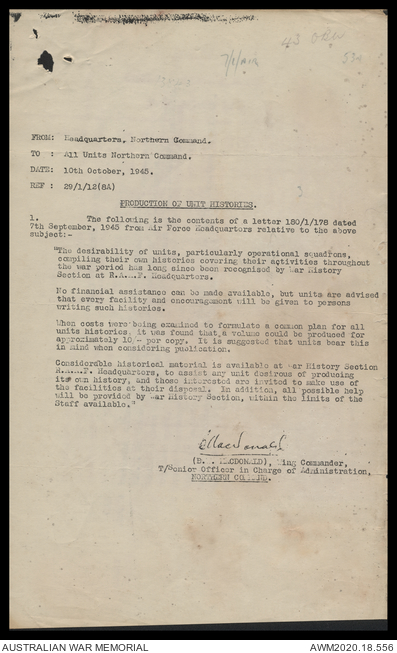 43 OBU
534
FROM: Headquarters, Northern Command.
TO : All Units Northern Command.
DATE: 10th October, 1945.
REF : 29/1/12(8A)
PRODUCTION OF UNIT HISTORIES.
1. The following is the contents of a letter 180/1/178 dated
7th September, 1945 from Air Force Headquarters relative to the above
subject:-
"The desirability of units, particularly operational squadrons,
compiling their own histories covering their activities throughout
the war period has long since been recognised by War History
Section at R.A.A.F. Headquarters.
No financial assistance can be made available, but units are advised
that every facility and encouragement will be given to persons
writing such histories.
When costs were being examined to formulate a common plan for all
units histories, it was found that a volume could be produced for
approximately 10/- per copy. It is suggested that units bear this
in mind when considering publication.
Considerable historical material is available at War History Section
R.A.A.F. Headquarters, to assist any unit desirous of producing
its own history, and those interested are invited to make use of
the facilities at their disposal. In addition, all possible help
will be provided by War History Section, within the limits of the
Staff available."
(B. MACDONALD), Wing Commander,
T/Senior Officer in Charge of Administration,
NORTHERN COMMAND.
AUSTRALIAN WAR MEMORIAL
AWM2020.18.556